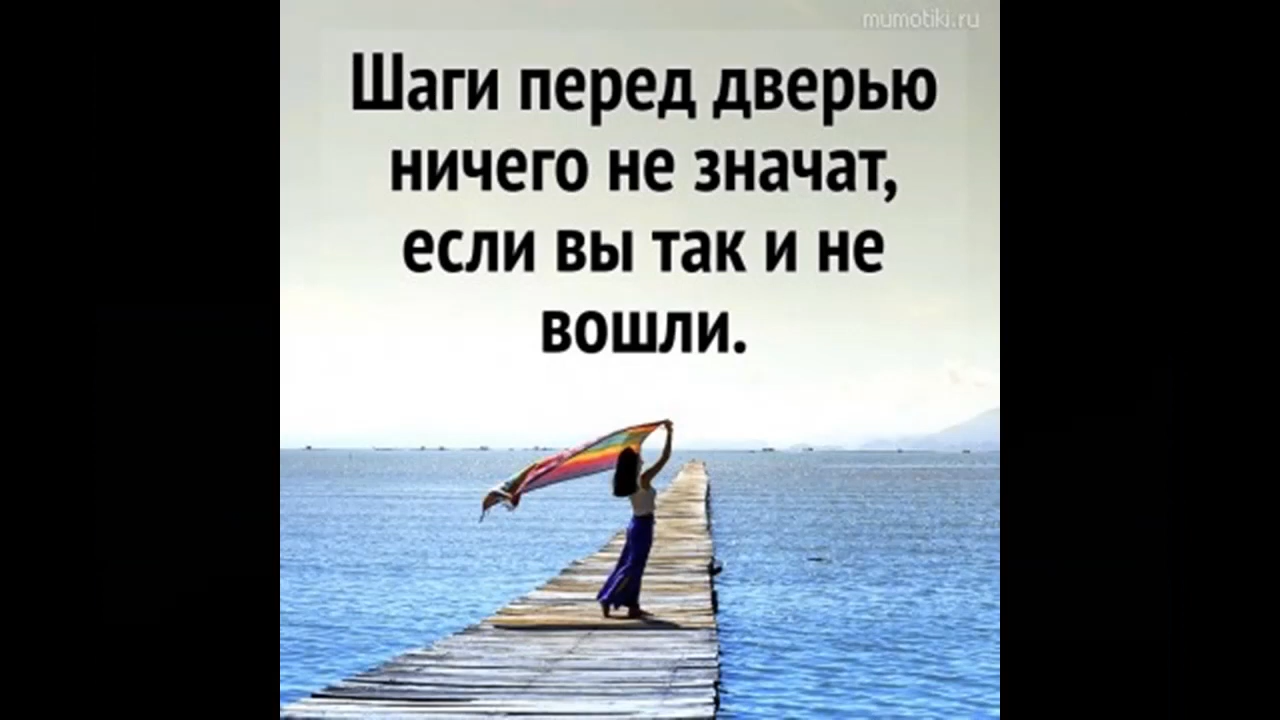 mumotiki.ru
Шаги перед дверью
ничего не значат,
если вы так и не
вошли.